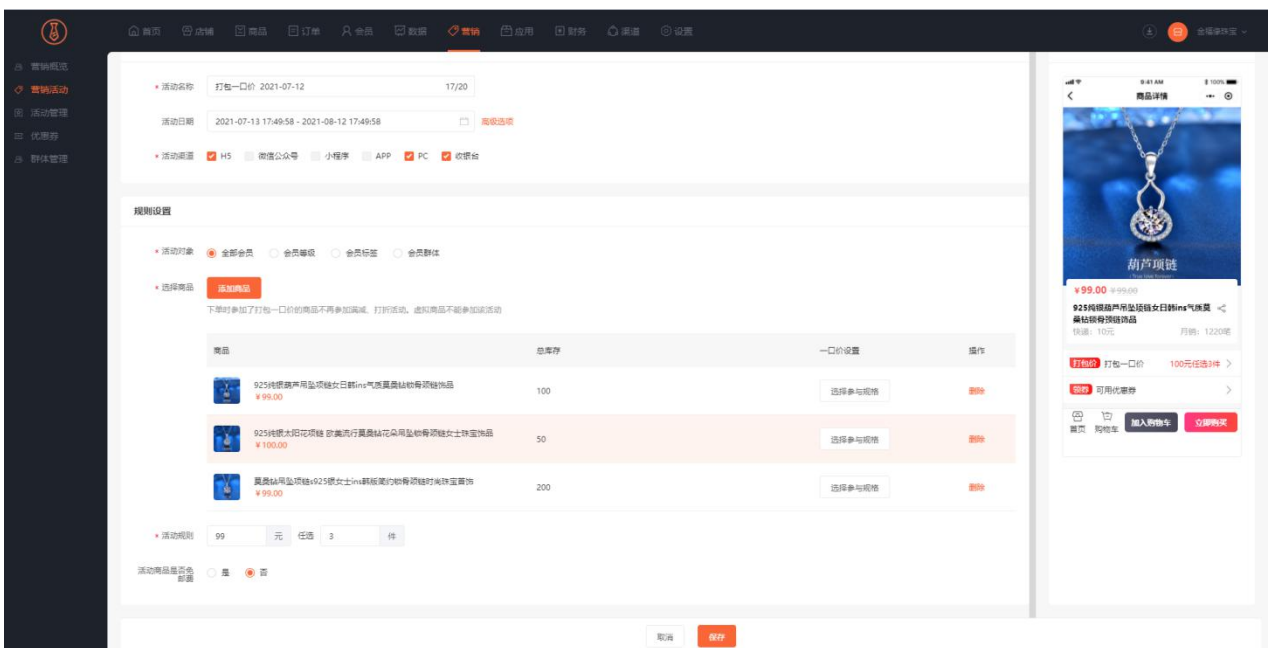 首页 店铺 商品 订单 会员 数据 营销 应用 财务 渠道 设置
营销概览
营销活动
活动管理
优惠券
群体管理
* 活动名称 打包一口价 2021-07-12 17/20
活动日期 2021-07-13 17:49:58 - 2021-08-12 17:49:58 高级选项
* 活动渠道 H5 微信公众号 小程序 APP PC 收银台
规则设置
* 活动对象 全部会员 会员等级 会员标签 会员群体
* 选择商品 添加商品
下单时参加了打包一口价的商品不再参加满减、打折活动。虚拟商品不能参加该活动
商品 总库存 一口价设置 操作
925纯银葫芦吊坠项链女日韩ins气质莫桑钻锁骨颈链饰品
¥99.00
100 选择参与规格 删除
925纯银太阳花项链 欧美流行莫桑钻花朵吊坠锁骨颈链女士珠宝饰品
¥100.00
50 选择参与规格 删除
莫桑钻吊坠项链s925银女士ins韩版简约锁骨颈链时尚珠宝首饰
¥99.00
200 选择参与规格 删除
* 活动规则 99 元 任选 3 件
活动商品是否免邮费 是 否
取消 保存
9:41 AM 100%
商品详情
葫芦项链
¥99.00 ¥99.00
925纯银葫芦吊坠项链女日韩ins气质莫
桑钻锁骨颈链饰品
快递：10元 月销：1220笔
打包价 打包一口价 100元任选3件
领券 可用优惠券
首页 购物车 加入购物车 立即购买